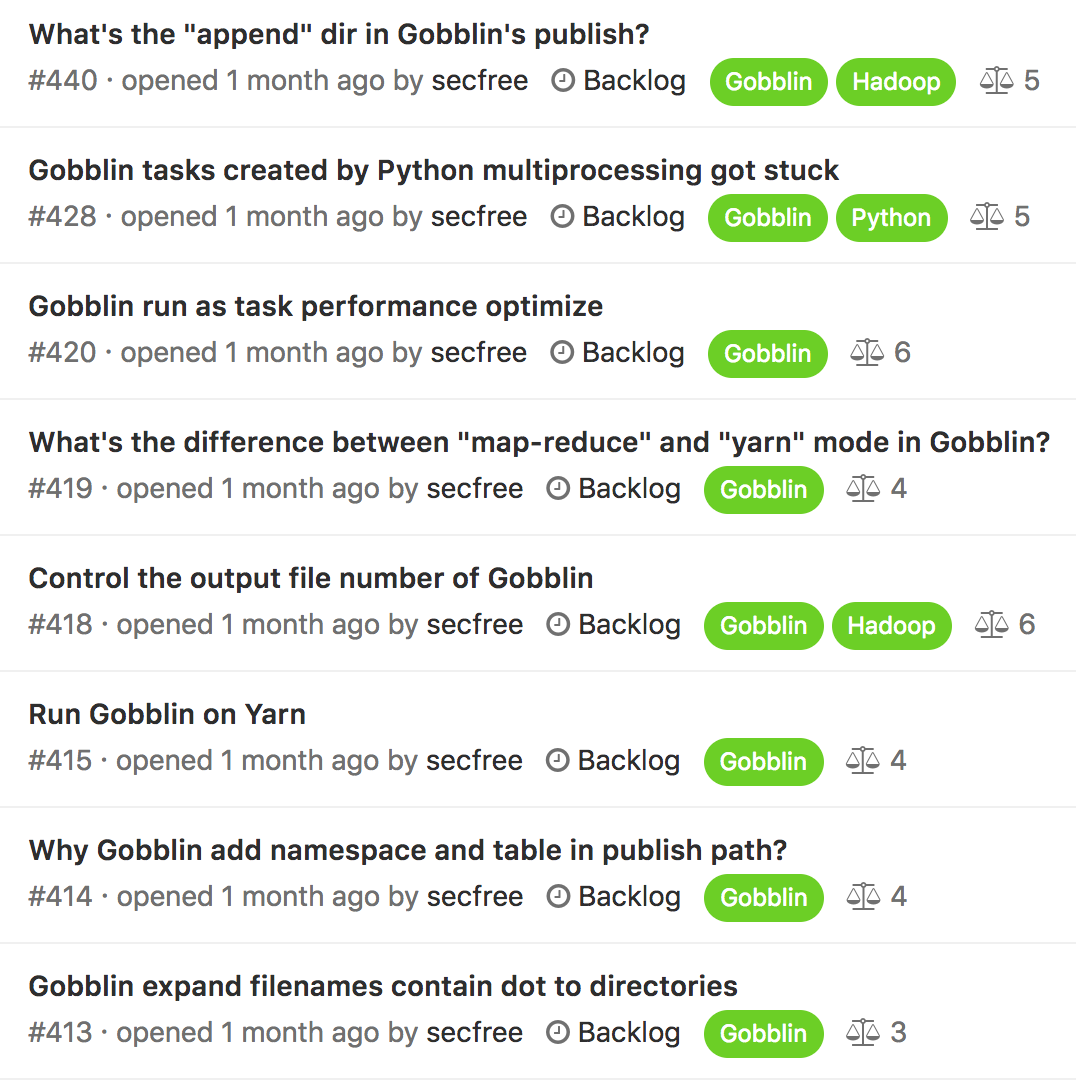 What's the "append" dir in Gobblin's publish?
#440 · opened 1 month ago by secfree Backlog Gobblin Hadoop 5
Gobblin tasks created by Python multiprocessing got stuck
#428 · opened 1 month ago by secfree Backlog Gobblin Python 5
Gobblin run as task performance optimize
#420 · opened 1 month ago by secfree Backlog Gobblin 6
What's the difference between "map-reduce" and "yarn" mode in Gobblin?
#419 · opened 1 month ago by secfree Backlog Gobblin 4
Control the output file number of Gobblin
#418 · opened 1 month ago by secfree Backlog Gobblin Hadoop 6
Run Gobblin on Yarn
#415 · opened 1 month ago by secfree Backlog Gobblin 4
Why Gobblin add namespace and table in publish path?
#414 · opened 1 month ago by secfree Backlog Gobblin 4
Gobblin expand filenames contain dot to directories
#413 · opened 1 month ago by secfree Backlog Gobblin 3